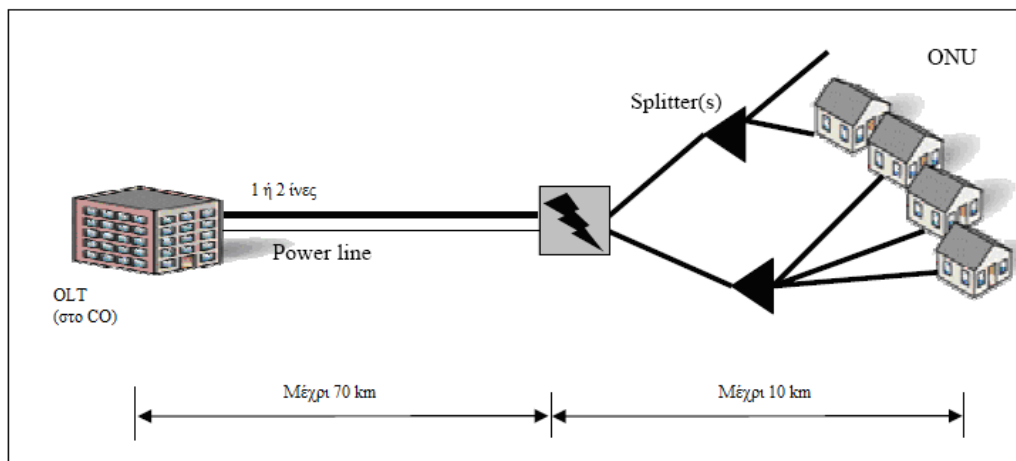 ONU
Splitter(s)
1 ή 2 ίνες
Power line
OLT
(στο CO)
Μέχρι 70 km
Μέχρι 10 km